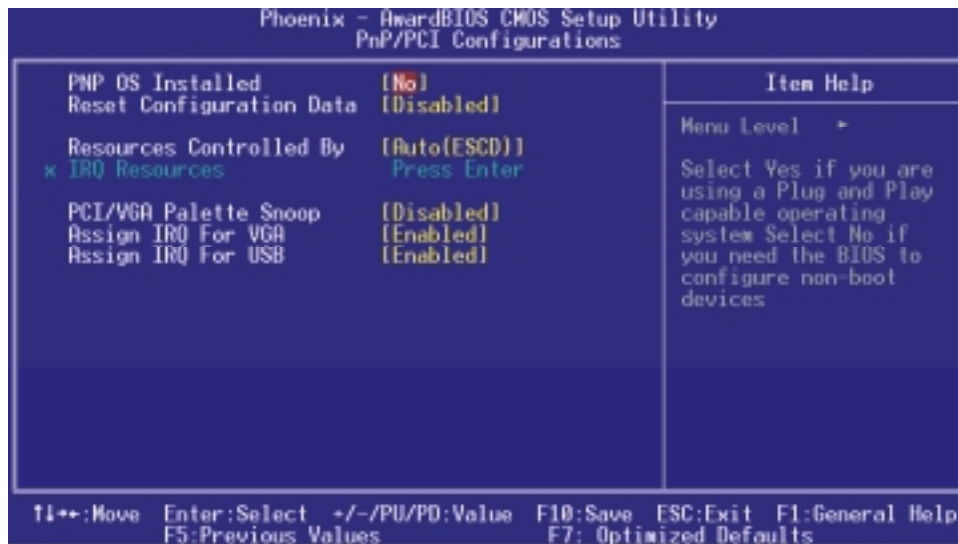 Phoenix - AwardBIOS CMOS Setup Utility
PnP/PCI Configurations
PNP OS Installed [No]
Reset Configuration Data [Disabled]
Resources Controlled By [Auto(ESCD)]
x IRQ Resources Press Enter
PCI/VGA Palette Snoop [Disabled]
Assign IRQ For VGA [Enabled]
Assign IRQ For USB [Enabled]
Item Help
Menu Level ►
Select Yes if you are
using a Plug and Play
capable operating
system Select No if
you need the BIOS to
configure non-boot
devices
↑↓→←:Move Enter:Select +/-/PU/PD:Value F10:Save ESC:Exit F1:General Help
F5:Previous Values F7: Optimized Defaults